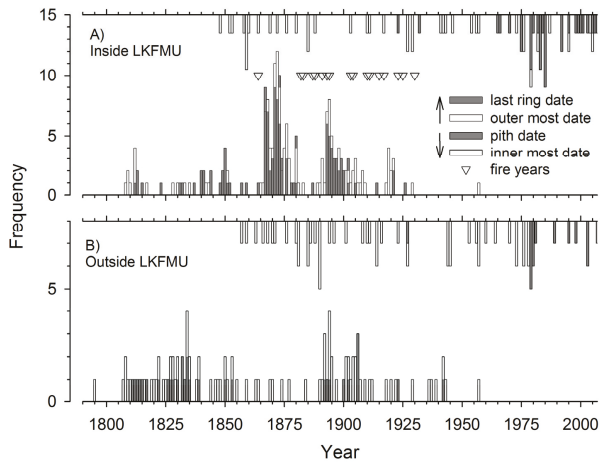 15
A)
Inside LKFMU
10
last ring date
outer most date
pith date
inner most date
fire years
5
0
Frequency
B)
Outside LKFMU
5
0
1800 1825 1850 1875 1900 1925 1950 1975 2000
Year